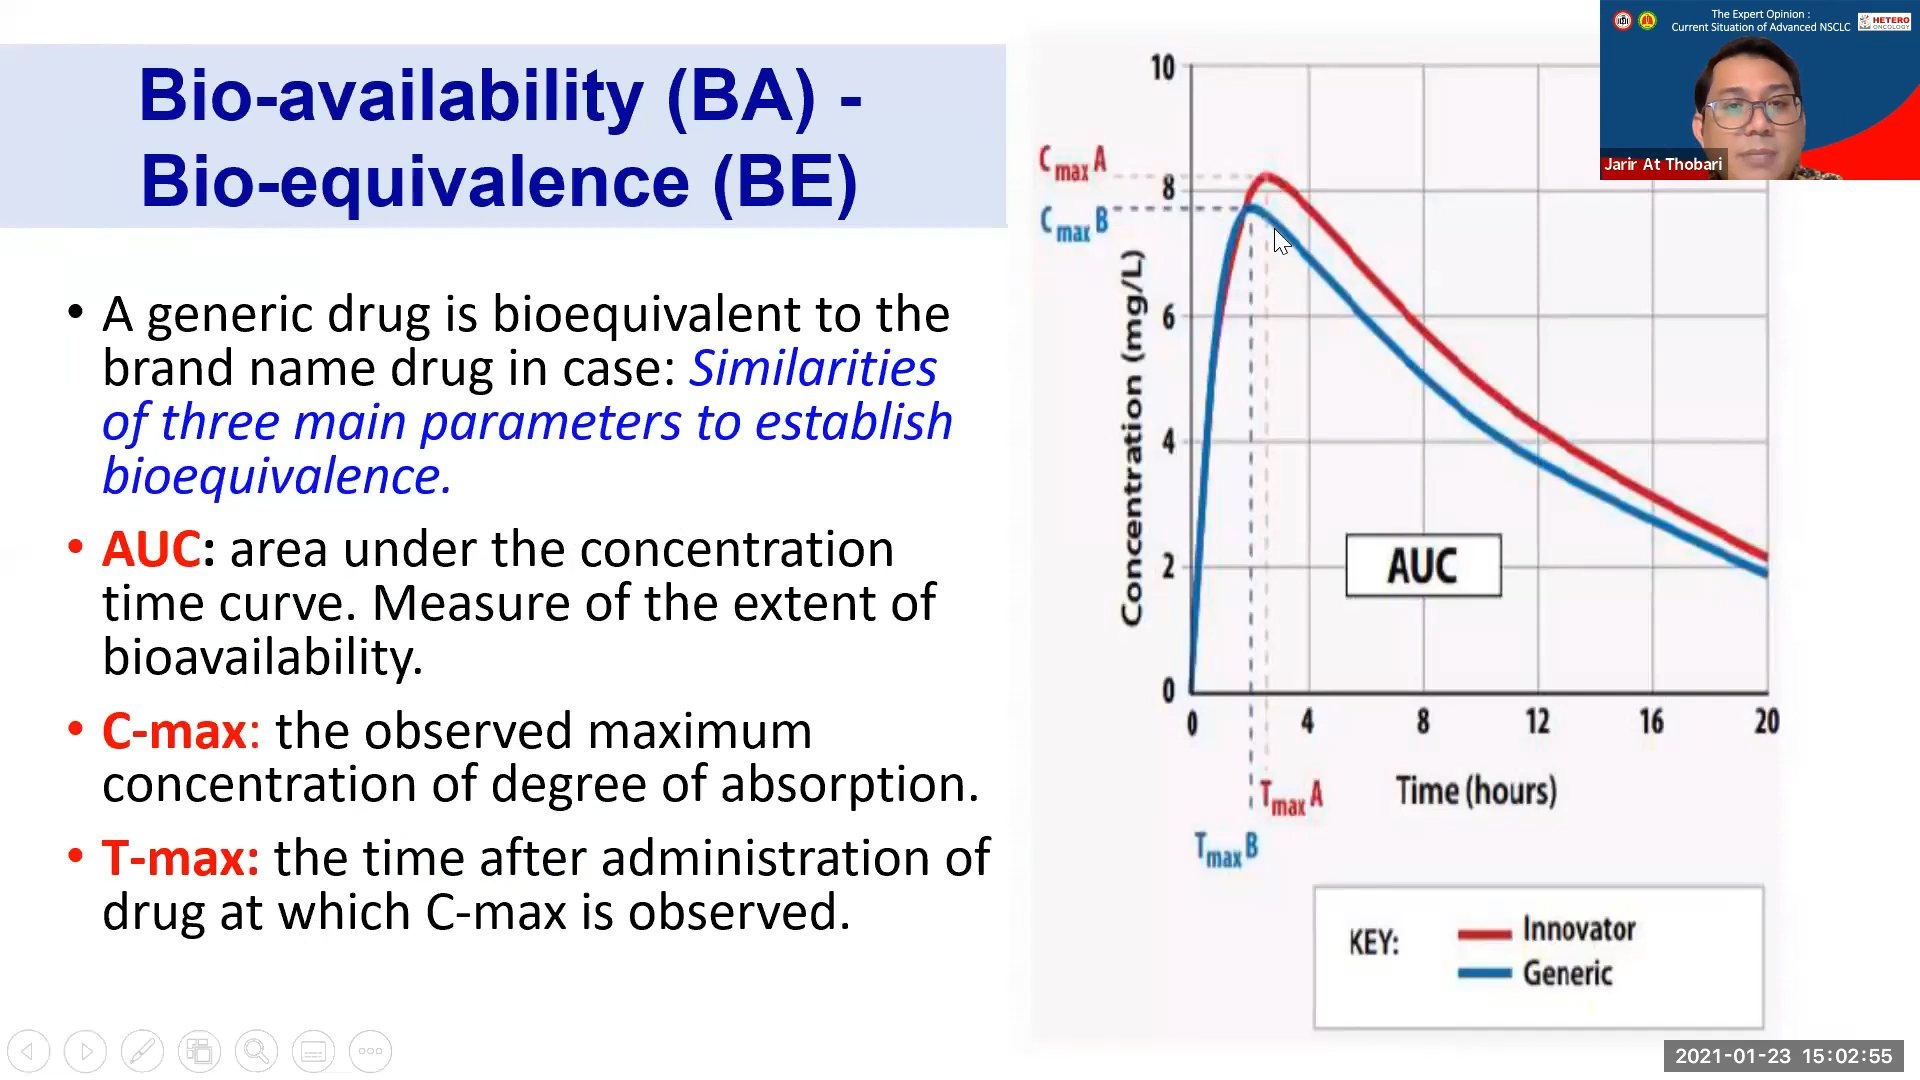 Bio-availability (BA) -
Bio-equivalence (BE)
• A generic drug is bioequivalent to the
brand name drug in case: Similarities
of three main parameters to establish
bioequivalence.
• AUC: area under the concentration
time curve. Measure of the extent of
bioavailability.
• C-max: the observed maximum
concentration of degree of absorption.
• T-max: the time after administration of
drug at which C-max is observed.
10
8
6
4
2
0
C max A
C max B
Concentration (mg/L)
AUC
0 4 8 12 16 20
Time (hours)
T max A
T max B
KEY:
Innovator
Generic
The Expert Opinion :
Current Situation of Advanced NSCLC
HETERO
ONCOLOGY
Jarir At Thobari
2021-01-23 15:02:55